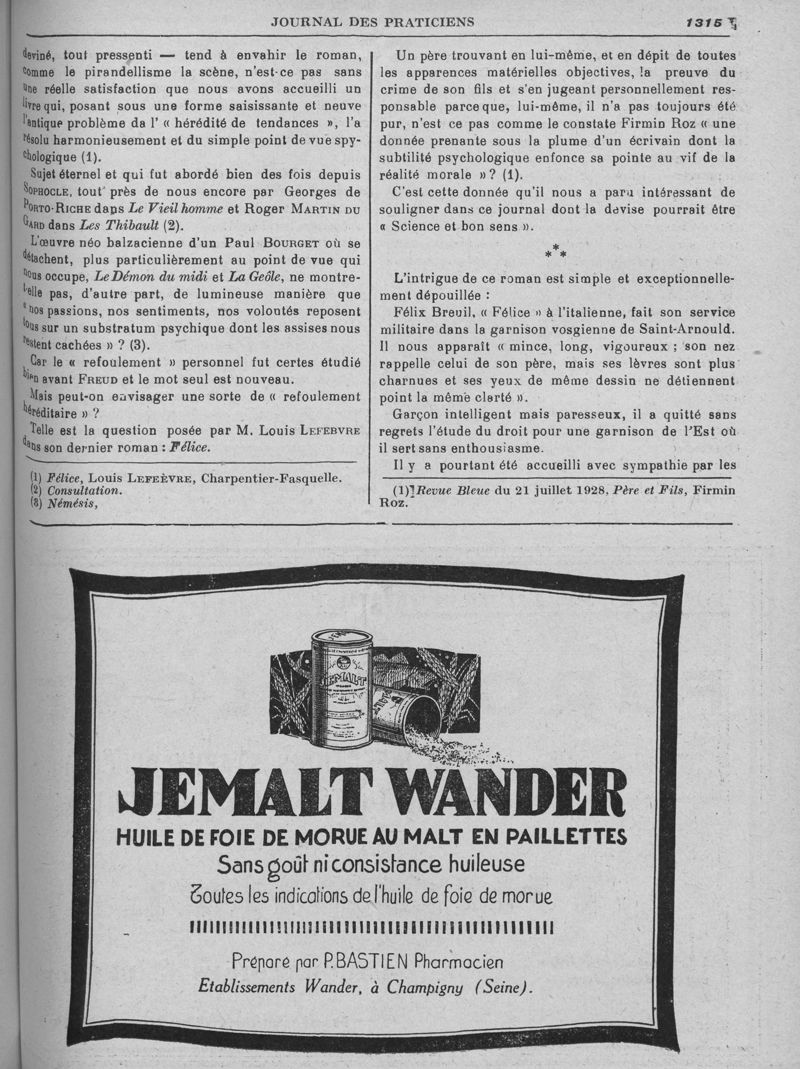 JOURNAL DES PRATICIENS
1315
deviné, tout pressenti — tend à envahir le roman,
comme le pirandellisme la scène, n'est-ce pas sans
une réelle satisfaction que nous avons accueilli un
livre qui, posant sous une forme saisissante et neuve
l'antique problème da l' « hérédité de tendances », l'a
résolu harmonieusement et du simple point de vue spy-
chologique (1).
Sujet éternel et qui fut abordé bien des fois depuis
SOPHOCLE, tout près de nous encore par Georges de
PORTO-RICHE dans Le Vieil homme et Roger MARTIN DU
GARD dans Les Thibault (2).
L'œuvre néo balzacienne d'un Paul BOURGET où se
détachent, plus particulièrement au point de vue qui
nous occupe, Le Démon du midi et La Geôle, ne montre-
t'elle pas, d'autre part, de lumineuse manière que
« nos passions, nos sentiments, nos volontés reposent
tous sur un substratum psychique dont les assises nous
restent cachées » ? (3).
Car le « refoulement » personnel fut certes étudié
bien avant FREUD et le mot seul est nouveau.
Mais peut-on envisager une sorte de « refoulement
héréditaire » ?
Telle est la question posée par M. Louis LEFEBVRE
dans son dernier roman : Félice.
(1) Félice, Louis LEFEÈVRE, Charpentier-Fasquelle.
(2) Consultation.
(3) Némésis,
Un père trouvant en lui-même, et en dépit de toutes
les apparences matérielles objectives, la preuve du
crime de son fils et s'en jugeant personnellement res-
ponsable parce que, lui-même, il n'a pas toujours été
pur, n'est ce pas comme le constate Firmin Roz « une
donnée prenante sous la plume d'un écrivain dont la
subtilité psychologique enfonce sa pointe au vif de la
réalité morale »? (1).
C'est cette donnée qu'il nous a paru intéressant de
souligner dans ce journal dont la devise pourrait être
« Science et bon sens ».
* * *
L'intrigue de ce roman est simple et exceptionnelle-
ment dépouillée :
Félix Breuil, « Félice » à l'italienne, fait son service
militaire dans la garnison vosgienne de Saint-Arnould.
Il nous apparaît « mince, long, vigoureux ; son nez
rappelle celui de son père, mais ses lèvres sont plus
charnues et ses yeux de même dessin ne détiennent
point la même clarté ».
Garçon intelligent mais paresseux, il a quitté sans
regrets l'étude du droit pour une garnison de l'Est où
il sert sans enthousiasme.
Il y a pourtant été accueilli avec sympathie par les
(1) Revue Bleue du 21 juillet 1928. Père et Fils, Firmin
Roz.
JEMALT
JEMALT WANDER
HUILE DE FOIE DE MORUE AU MALT EN PAILLETTES
Sans goût ni consistance huileuse
Toutes les indications de l'huile de foie de morue
Préparé par P. BASTIEN Pharmacien
Etablissements Wander, à Champigny (Seine).